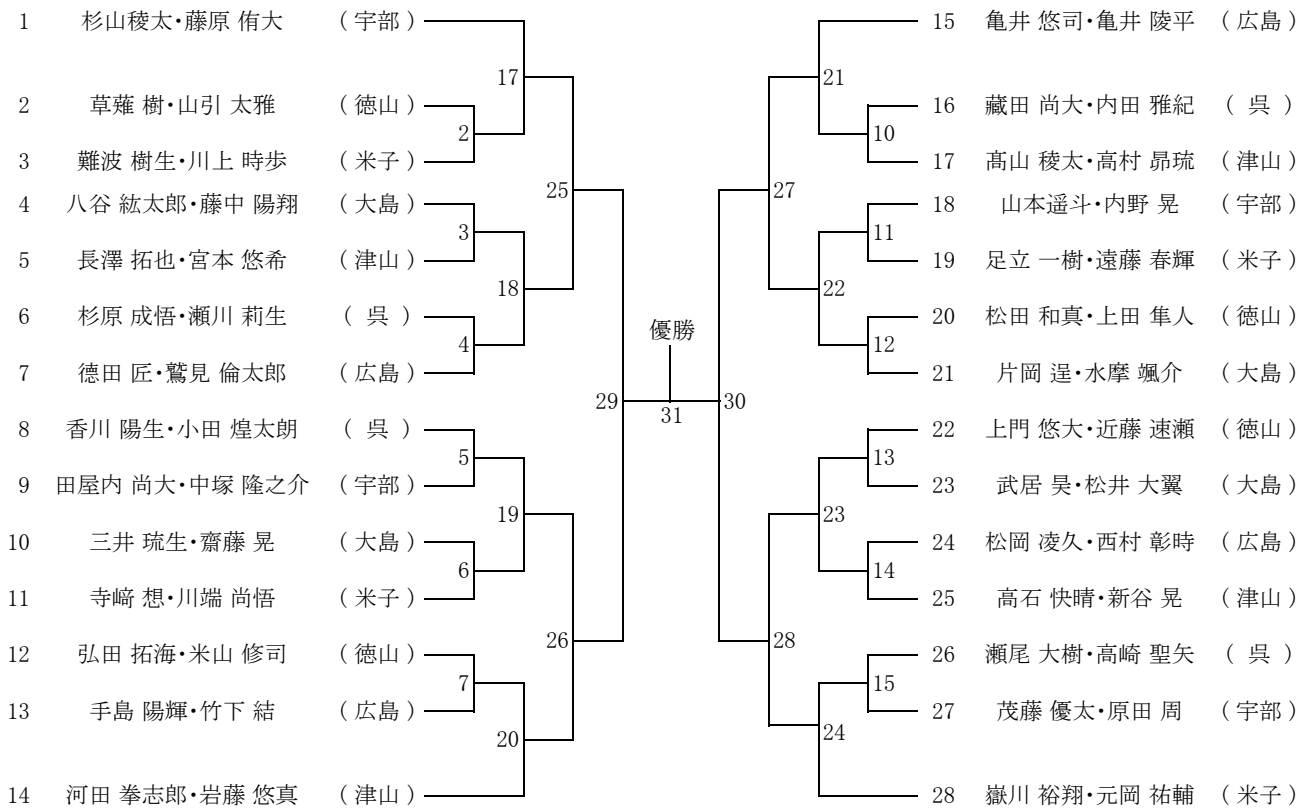 1 杉山稜太・藤原 侑大 (宇部)
17
2 草薙 樹・山引 太雅 (徳山)
2
3 難波 樹生・川上 時歩 (米子)
25
4 八谷 紘太郎・藤中 陽翔 (大島)
3
5 長澤 拓也・宮本 悠希 (津山)
18
6 杉原 成悟・瀬川 莉生 (呉)
4
7 德田 匠・鷲見 倫太郎 (広島)
29
8 香川 陽生・小田 煌太朗 (呉)
5
9 田屋内 尚大・中塚 隆之介 (宇部)
19
10 三井 琉生・齋藤 晃 (大島)
6
11 寺﨑 想・川端 尚悟 (米子)
26
12 弘田 拓海・米山 修司 (徳山)
7
13 手島 陽輝・竹下 結 (広島)
20
14 河田 拳志郎・岩藤 悠真 (津山)
優勝
31
15 亀井 悠司・亀井 陵平 (広島)
21
16 藏田 尚大・内田 雅紀 (呉)
10
17 髙山 稜太・高村 昴琉 (津山)
27
18 山本遥斗・内野 晃 (宇部)
11
19 足立 一樹・遠藤 春輝 (米子)
22
20 松田 和真・上田 隼人 (徳山)
12
21 片岡 逞・水摩 颯介 (大島)
30
22 上門 悠大・近藤 速瀬 (徳山)
13
23 武居 昊・松井 大翼 (大島)
23
24 松岡 凌久・西村 彰時 (広島)
14
25 高石 快晴・新谷 晃 (津山)
28
26 瀬尾 大樹・高崎 聖矢 (呉)
15
27 茂藤 優太・原田 周 (宇部)
24
28 嶽川 裕翔・元岡 祐輔 (米子)